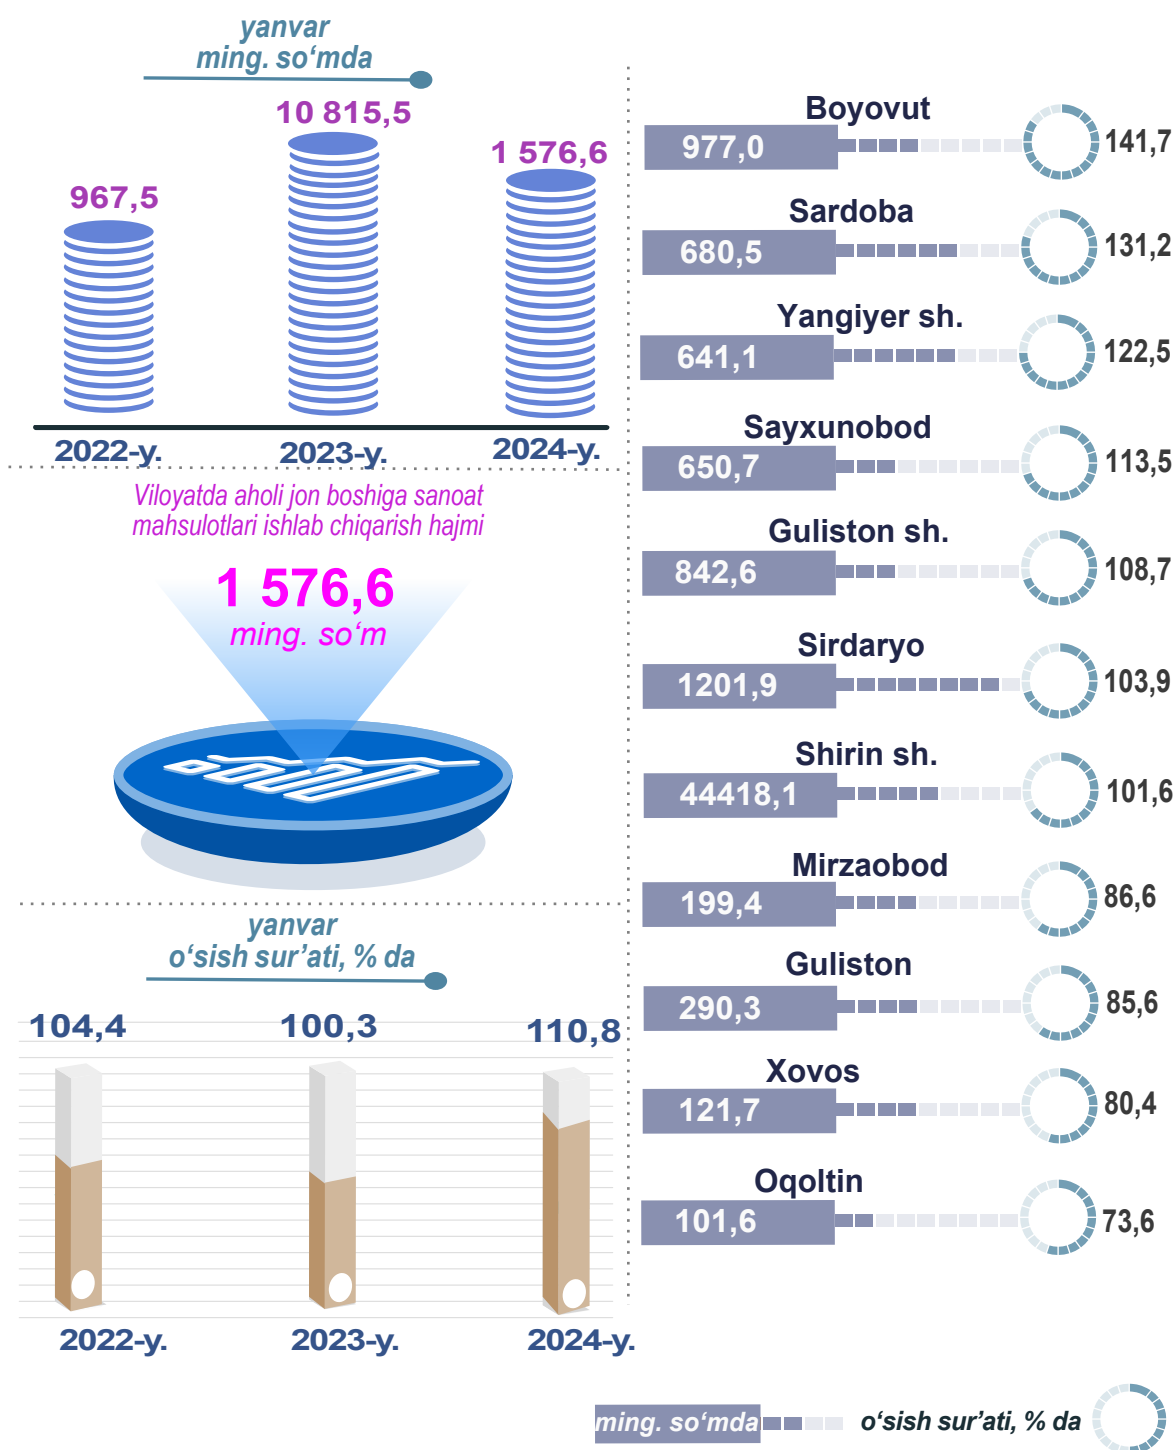 yanvar
ming. so‘mda
967,5
10 815,5
1 576,6
2022-y.
2023-y.
2024-y.
Viloyatda aholi jon boshiga sanoat
mahsulotlari ishlab chiqarish hajmi
1 576,6
ming. so‘m
yanvar
o‘sish sur’ati, % da
104,4
100,3
110,8
2022-y.
2023-y.
2024-y.
Boyovut
977,0
141,7
Sardoba
680,5
131,2
Yangiyer sh.
641,1
122,5
Sayxunobod
650,7
113,5
Guliston sh.
842,6
108,7
Sirdaryo
1201,9
103,9
Shirin sh.
44418,1
101,6
Mirzaobod
199,4
86,6
Guliston
290,3
85,6
Xovos
121,7
80,4
Oqoltin
101,6
73,6
ming. so‘mda
o‘sish sur’ati, % da